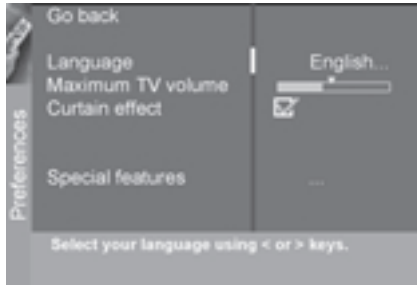 Go back
Language English...
Maximum TV volume
Curtain effect
Special features ...
Preferences
Select your language using < or > keys.